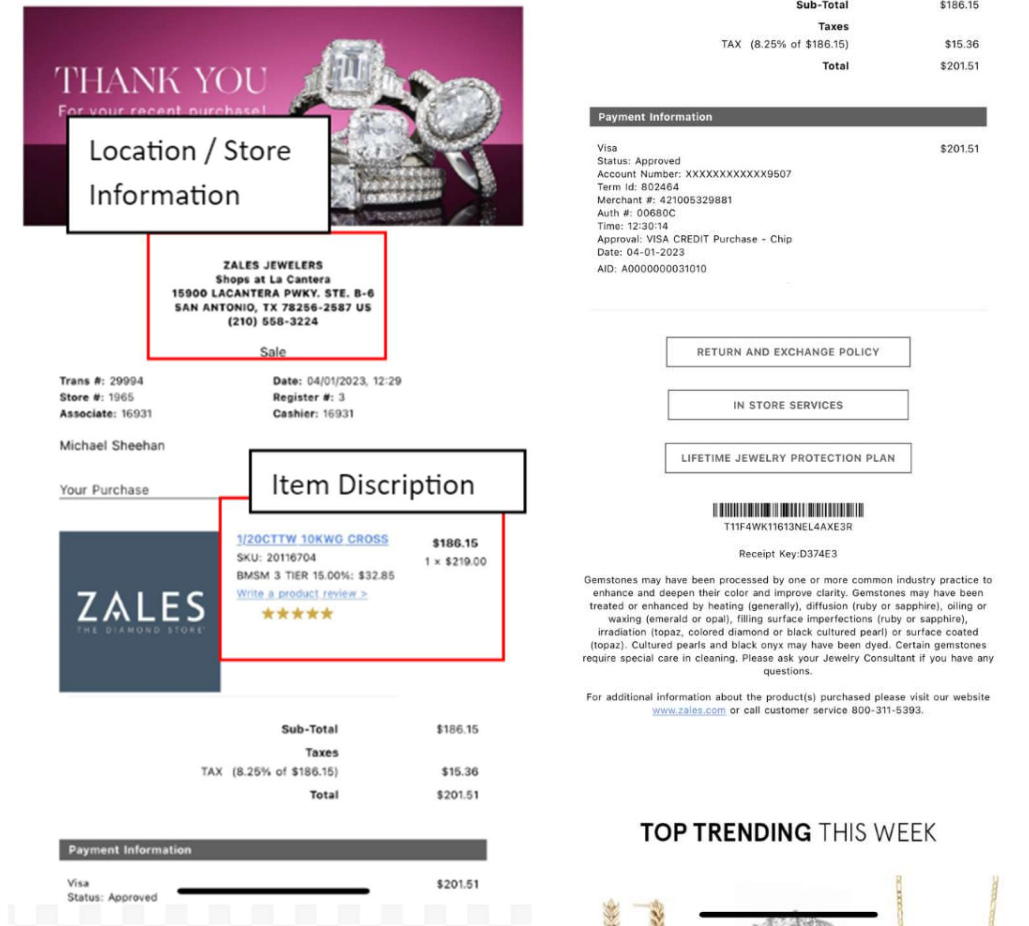 THANK YOU
For your recent purchase!
Location / Store
Information
ZALES JEWELERS
Shops at La Cantera
15900 LACANTERA PWKY. STE. B-6
SAN ANTONIO, TX 78256-2587 US
(210) 558-3224
Sale
Trans #: 29994 Date: 04/01/2023, 12:29
Store #: 1965 Register #: 3
Associate: 16931 Cashier: 16931
Michael Sheehan
Item Discription
Your Purchase
ZALES
THE DIAMOND STORE
1/20CTTW 10KWG CROSS $186.15
SKU: 20116704 1 × $219.00
BMSM 3 TIER 15.00%: $32.85
Write a product review >
Sub-Total $186.15
Taxes
TAX (8.25% of $186.15) $15.36
Total $201.51
Payment Information
Visa $201.51
Status: Approved
Sub-Total $186.15
Taxes
TAX (8.25% of $186.15) $15.36
Total $201.51
Payment Information
Visa $201.51
Status: Approved
Account Number: XXXXXXXXXXXX9507
Term Id: 802464
Merchant #: 421005329881
Auth #: 00680C
Time: 12:30:14
Approval: VISA CREDIT Purchase - Chip
Date: 04-01-2023
AID: A0000000031010
RETURN AND EXCHANGE POLICY
IN STORE SERVICES
LIFETIME JEWELRY PROTECTION PLAN
T11F4WK11613NEL4AXE3R
Receipt Key:D374E3
Gemstones may have been processed by one or more common industry practice to
enhance and deepen their color and improve clarity. Gemstones may have been
treated or enhanced by heating (generally), diffusion (ruby or sapphire), oiling or
waxing (emerald or opal), filling surface imperfections (ruby or sapphire),
irradiation (topaz, colored diamond or black cultured pearl) or surface coated
(topaz). Cultured pearls and black onyx may have been dyed. Certain gemstones
require special care in cleaning. Please ask your Jewelry Consultant if you have any
questions.
For additional information about the product(s) purchased please visit our website
www.zales.com or call customer service 800-311-5393.
TOP TRENDING THIS WEEK